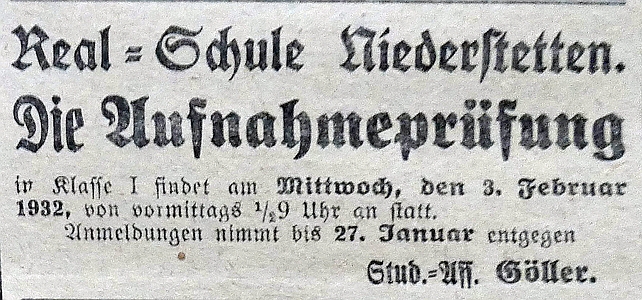 Real=Schule Niederstetten.
Die Aufnahmeprüfung
in Klasse I findet am Mittwoch, den 3. Februar
1932, von vormittags ½9 Uhr an statt.
Anmeldungen nimmt bis 27. Januar entgegen
Stud.=Ass. Göller.